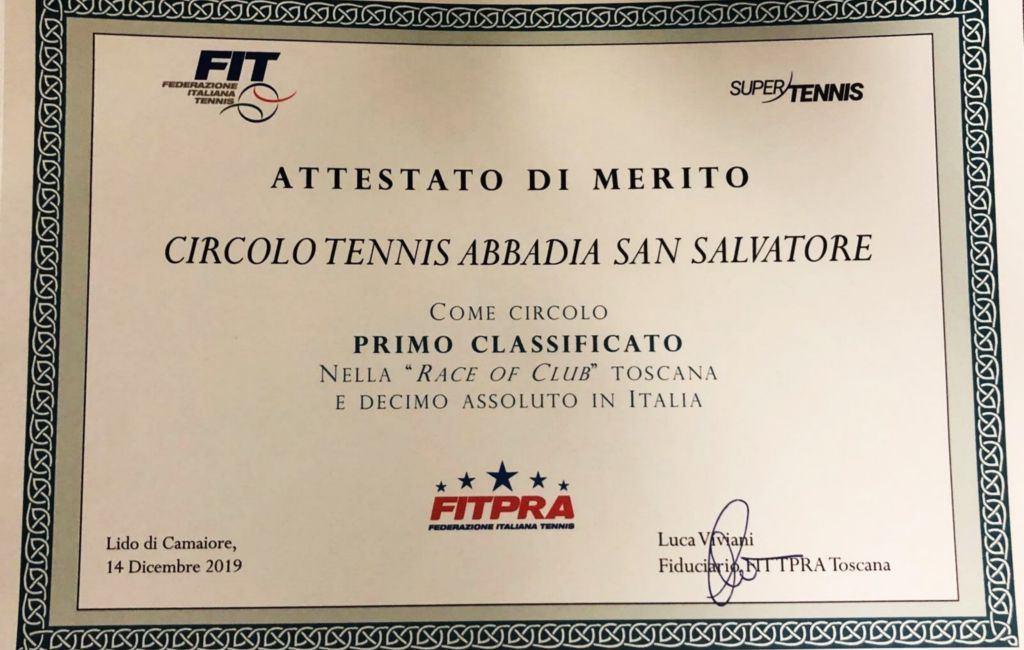 FIT
FEDERAZIONE
ITALIANA
TENNIS
SUPER TENNIS
ATTESTATO DI MERITO
CIRCOLO TENNIS ABBADIA SAN SALVATORE
COME CIRCOLO
PRIMO CLASSIFICATO
NELLA “RACE OF CLUB” TOSCANA
E DECIMO ASSOLUTO IN ITALIA
FITPRA
FEDERAZIONE ITALIANA TENNIS
Lido di Camaiore,
14 Dicembre 2019
Luca Viviani
Fiduciario FIT TPRA Toscana